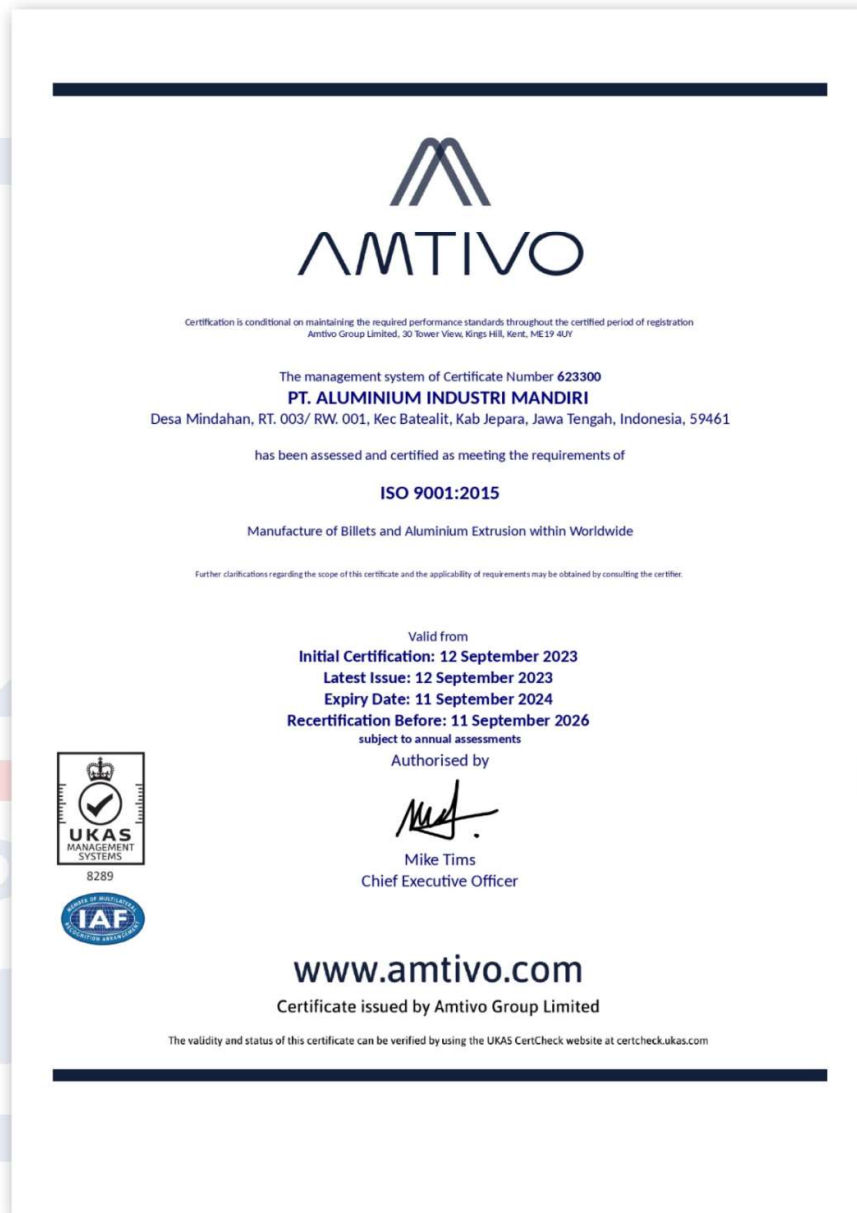 AMTIVO
Certification is conditional on maintaining the required performance standards throughout the certified period of registration
Amtivo Group Limited, 30 Tower View, Kings Hill, Kent, ME19 4UY
The management system of Certificate Number 623300
PT. ALUMINIUM INDUSTRI MANDIRI
Desa Mindahan, RT. 003/ RW. 001, Kec Batealit, Kab Jepara, Jawa Tengah, Indonesia, 59461
has been assessed and certified as meeting the requirements of
ISO 9001:2015
Manufacture of Billets and Aluminium Extrusion within Worldwide
Further clarifications regarding the scope of this certificate and the applicability of requirements may be obtained by consulting the certifier.
Valid from
Initial Certification: 12 September 2023
Latest Issue: 12 September 2023
Expiry Date: 11 September 2024
Recertification Before: 11 September 2026
subject to annual assessments
Authorised by
Mike Tims
Chief Executive Officer
UKAS
MANAGEMENT
SYSTEMS
8289
MEMBER OF MULTILATERAL
IAF
RECOGNITION ARRANGEMENT
www.amtivo.com
Certificate issued by Amtivo Group Limited
The validity and status of this certificate can be verified by using the UKAS CertCheck website at certcheck.ukas.com